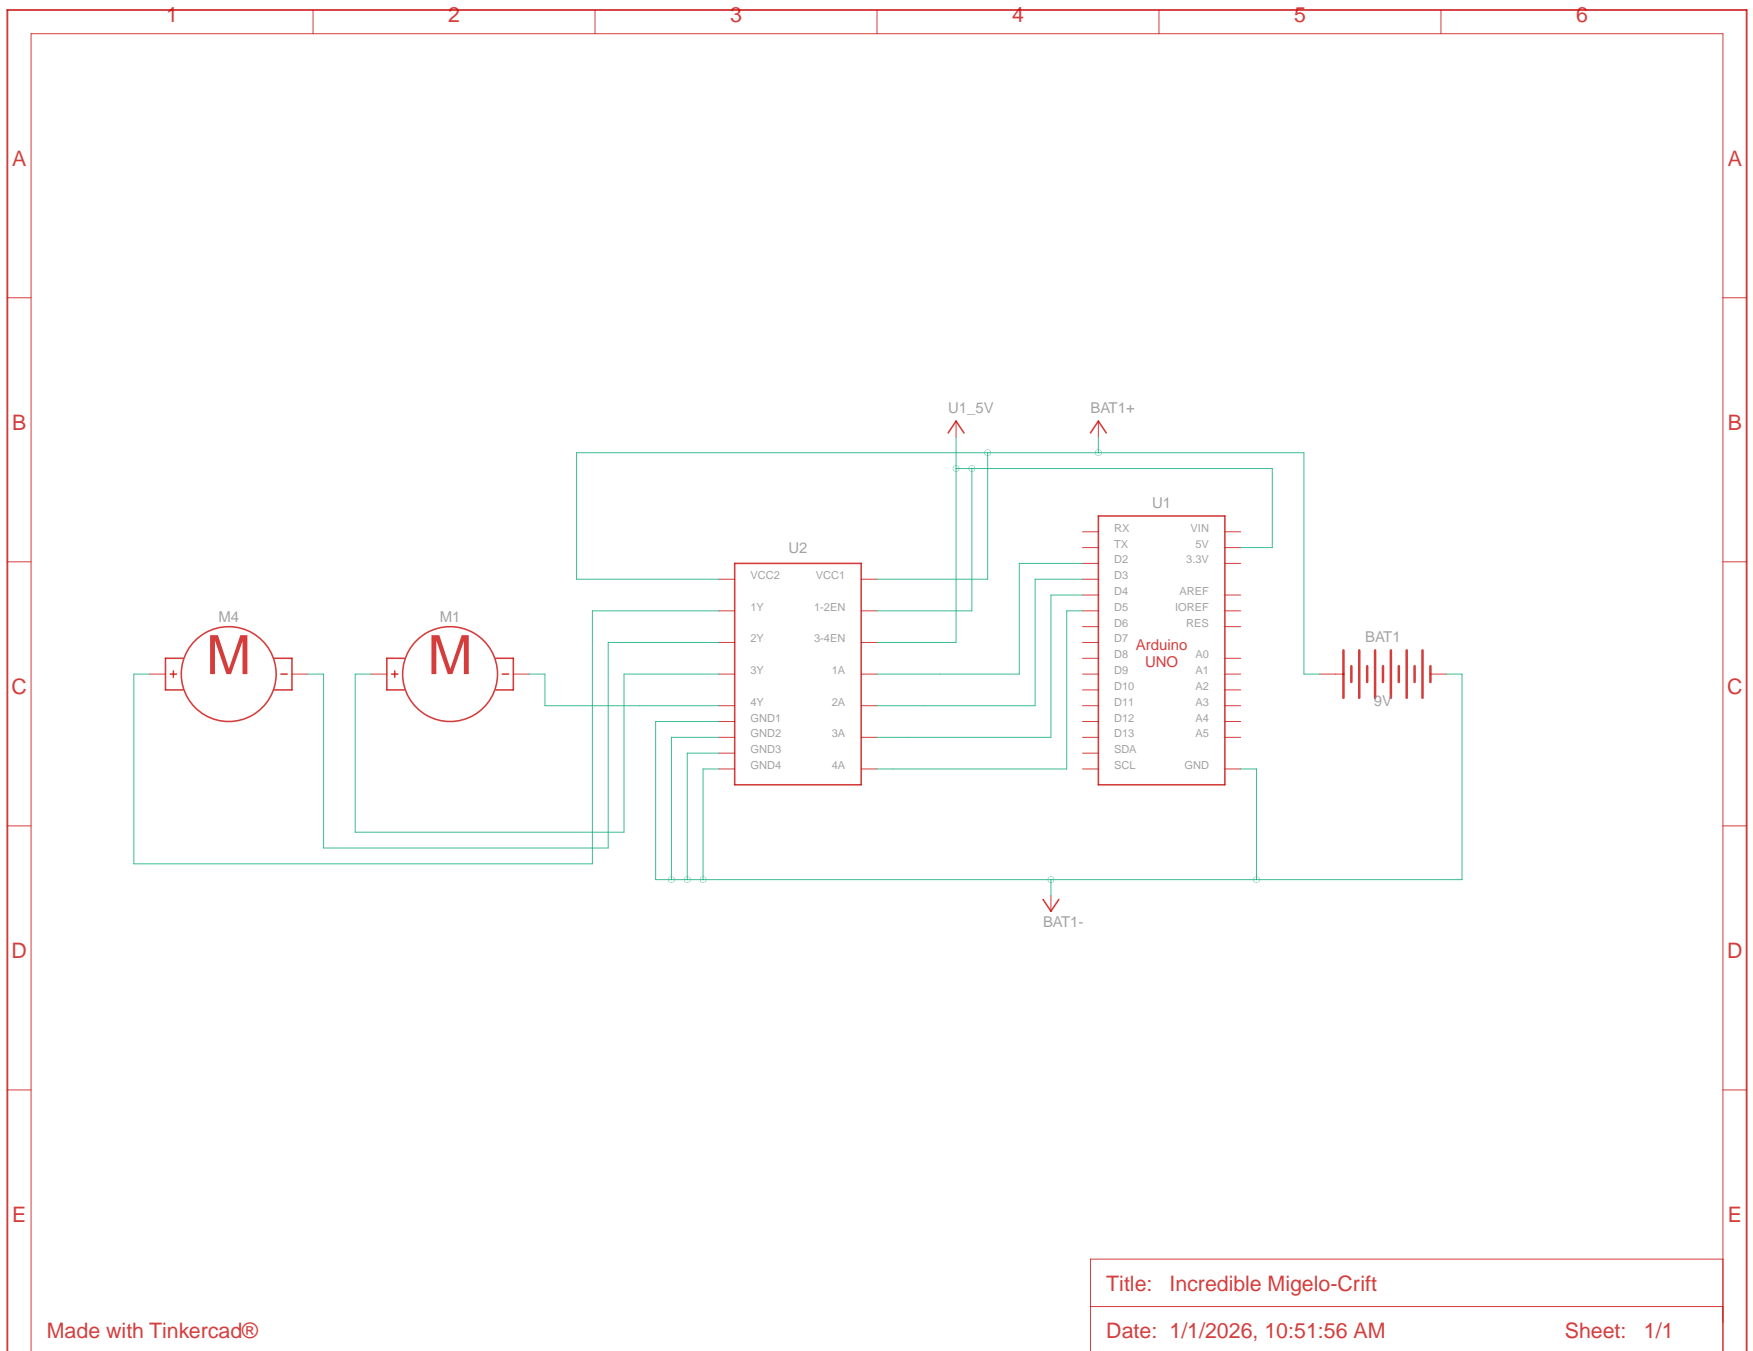 1 2 3 4 5 6
A A
U1_5V BAT1+
B B
U1
RX VIN
TX 5V
D2 3.3V
D3
D4 AREF
D5 IOREF
D6 RES
D7
Arduino
UNO
D8 A0
D9 A1
D10 A2
D11 A3
D12 A4
D13 A5
SDA
SCL GND
U2
VCC2 VCC1
1Y 1-2EN
2Y 3-4EN
3Y 1A
4Y 2A
GND1
GND2 3A
GND3
GND4 4A
M4
M
+ -
M1
M
+ -
BAT1
9V
C C
BAT1-
D D
E E
Title: Incredible Migelo-Crift
Made with Tinkercad®
Date: 1/1/2026, 10:51:56 AM Sheet: 1/1